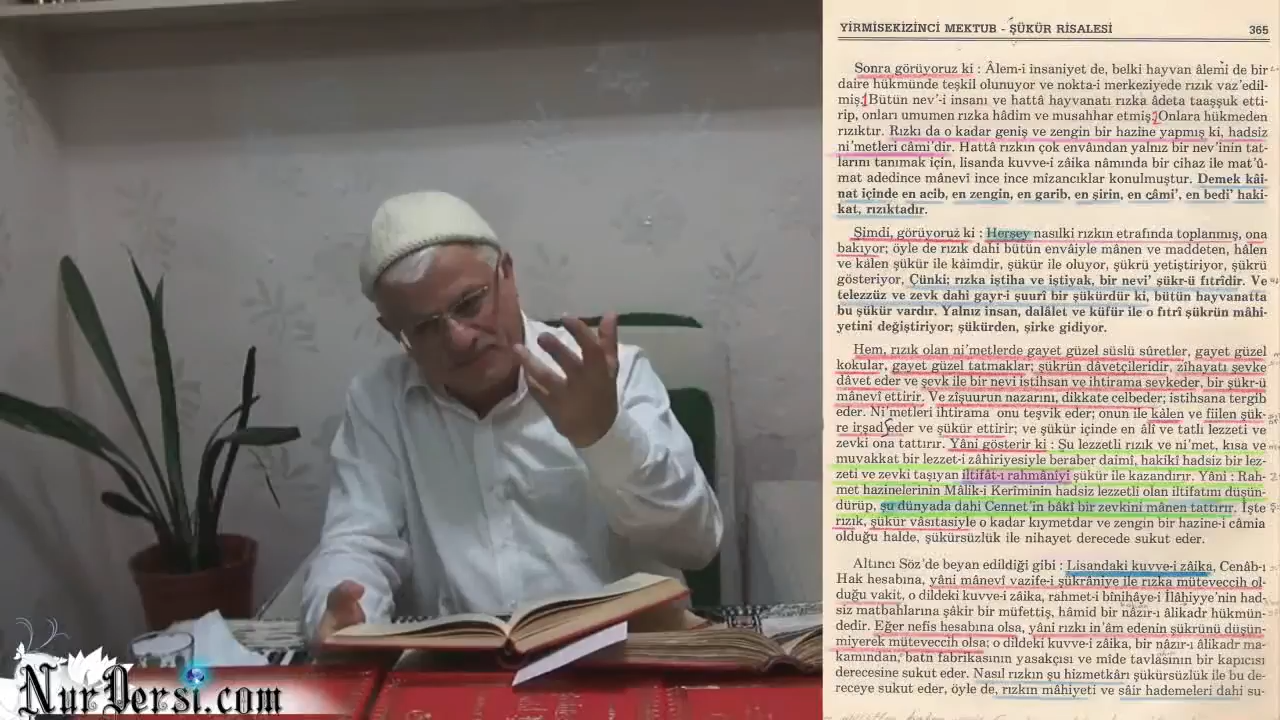 YİRMİSEKİZİNCİ MEKTUB - ŞÜKÜR RİSALESİ 365
Sonra görüyoruz ki : Âlem-i insaniyet de, belki hayvan âlemi de bir
daire hükmünde teşkil olunuyor ve nokta-i merkeziyede rızık vaz'edil-
miş.1 Bütün nev'-i insanı ve hattâ hayvanatı rızka âdeta taaşşuk etti-
rip, onları umumen rızka hâdim ve musahhar etmiş.2 Onlara hükmeden
rızıktır. Rızkı da o kadar geniş ve zengin bir hazine yapmış ki, hadsiz
ni'metleri câmi'dir. Hattâ rızkın çok envâından yalnız bir nev'inin tat-
larını tanımak için, lisanda kuvve-i zâika nâmında bir cihaz ile mat'û-
mat adedince mânevî ince ince mîzancıklar konulmuştur. Demek kâi-
nat içinde en acib, en zengin, en garib, en şirin, en câmi', en bedi' haki-
kat, rızıktadır.
Şimdi, görüyoruz ki : Herşey nasılki rızkın etrafında toplanmış, ona
bakıyor; öyle de rızık dahi bütün envâiyle mânen ve maddeten, hâlen
ve kâlen şükür ile kâimdir, şükür ile oluyor, şükrü yetiştiriyor, şükrü
gösteriyor. Çünki; rızka iştiha ve iştiyak, bir nevi' şükr-ü fıtrîdir. Ve
telezzüz ve zevk dahi gayr-i şuurî bir şükürdür ki, bütün hayvanatta
bu şükür vardır. Yalnız insan, dalâlet ve küfür ile o fıtrî şükrün mâhi-
yetini değiştiriyor; şükürden, şirke gidiyor.
Hem, rızık olan ni'metlerde gayet güzel süslü sûretler, gayet güzel
kokular, gayet güzel tatmaklar; şükrün dâvetçileridir, zîhayatı şevke
dâvet eder ve şevk ile bir nevi istihsan ve ihtirama sevkeder, bir şükr-ü
mânevî ettirir. Ve zîşuurun nazarını, dikkate celbeder; istihsana tergib
eder. Ni'metleri ihtirama onu teşvik eder; onun ile kalen ve fiilen şük-
re irşad eder ve şükür ettirir; ve şükür içinde en âlî ve tatlı lezzeti ve
zevki ona tattırır. Yâni gösterir ki : Şu lezzetli rızık ve ni'met, kısa ve
muvakkat bir lezzet-i zâhiriyesiyle beraber daimî, hakîkî hadsiz bir lez-
zeti ve zevki taşıyan iltifât-ı rahmânîyi şükür ile kazandırır. Yâni : Rah-
met hazinelerinin Mâlik-i Kerîminin hadsiz lezzetli olan iltifatını düşün-
dürüp, şu dünyada dahi Cennet'in bâki bir zevkini mânen tattırır. İşte
rızık, şükür vâsıtasiyle o kadar kıymetdar ve zengin bir hazine-i câmia
olduğu halde, şükürsüzlük ile nihayet derecede sukut eder.
Altıncı Söz'de beyan edildiği gibi : Lisandaki kuvve-i zâika, Cenâb-ı
Hak hesabına, yâni mânevî vazife-i şükrâniye ile rızka müteveccih ol-
duğu vakit, o dildeki kuvve-i zâika, rahmet-i bînihâye-i İlâhiyye'nin had-
siz matbahlarına şâkir bir müfettiş, hâmid bir nâzır-ı âlikadr hükmün-
dedir. Eğer nefis hesabına olsa, yânî rızkı in'âm edenin şükrünü düşün-
miyerek müteveccih olsa; o dildeki kuvve-i zâika, bir nâzır-ı âlikadr ma-
kamından, batn fabrikasının yasakçısı ve mîde tavlasının bir kapıcısı
derecesine sukut eder. Nasıl rızkın şu hizmetkârı şükürsüzlük ile bu de-
receye sukut eder, öyle de, rızkın mâhiyeti ve sâir hademeleri dahi su-
NurDersi.com